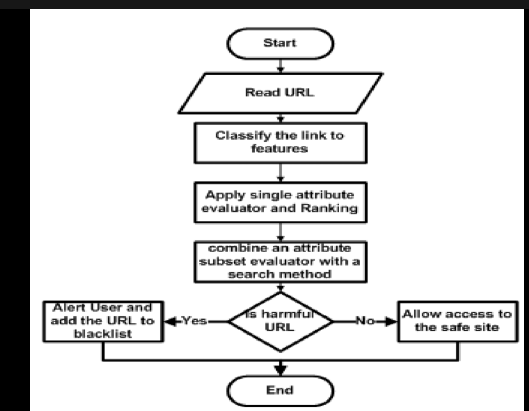 Start
Read URL
Classify the link to
features
Apply single attribute
evaluator and Ranking
combine an attribute
subset evaluator with a
search method
Is harmful
URL
Yes
No
Alert User and
add the URL to
blacklist
Allow access to
the safe site
End